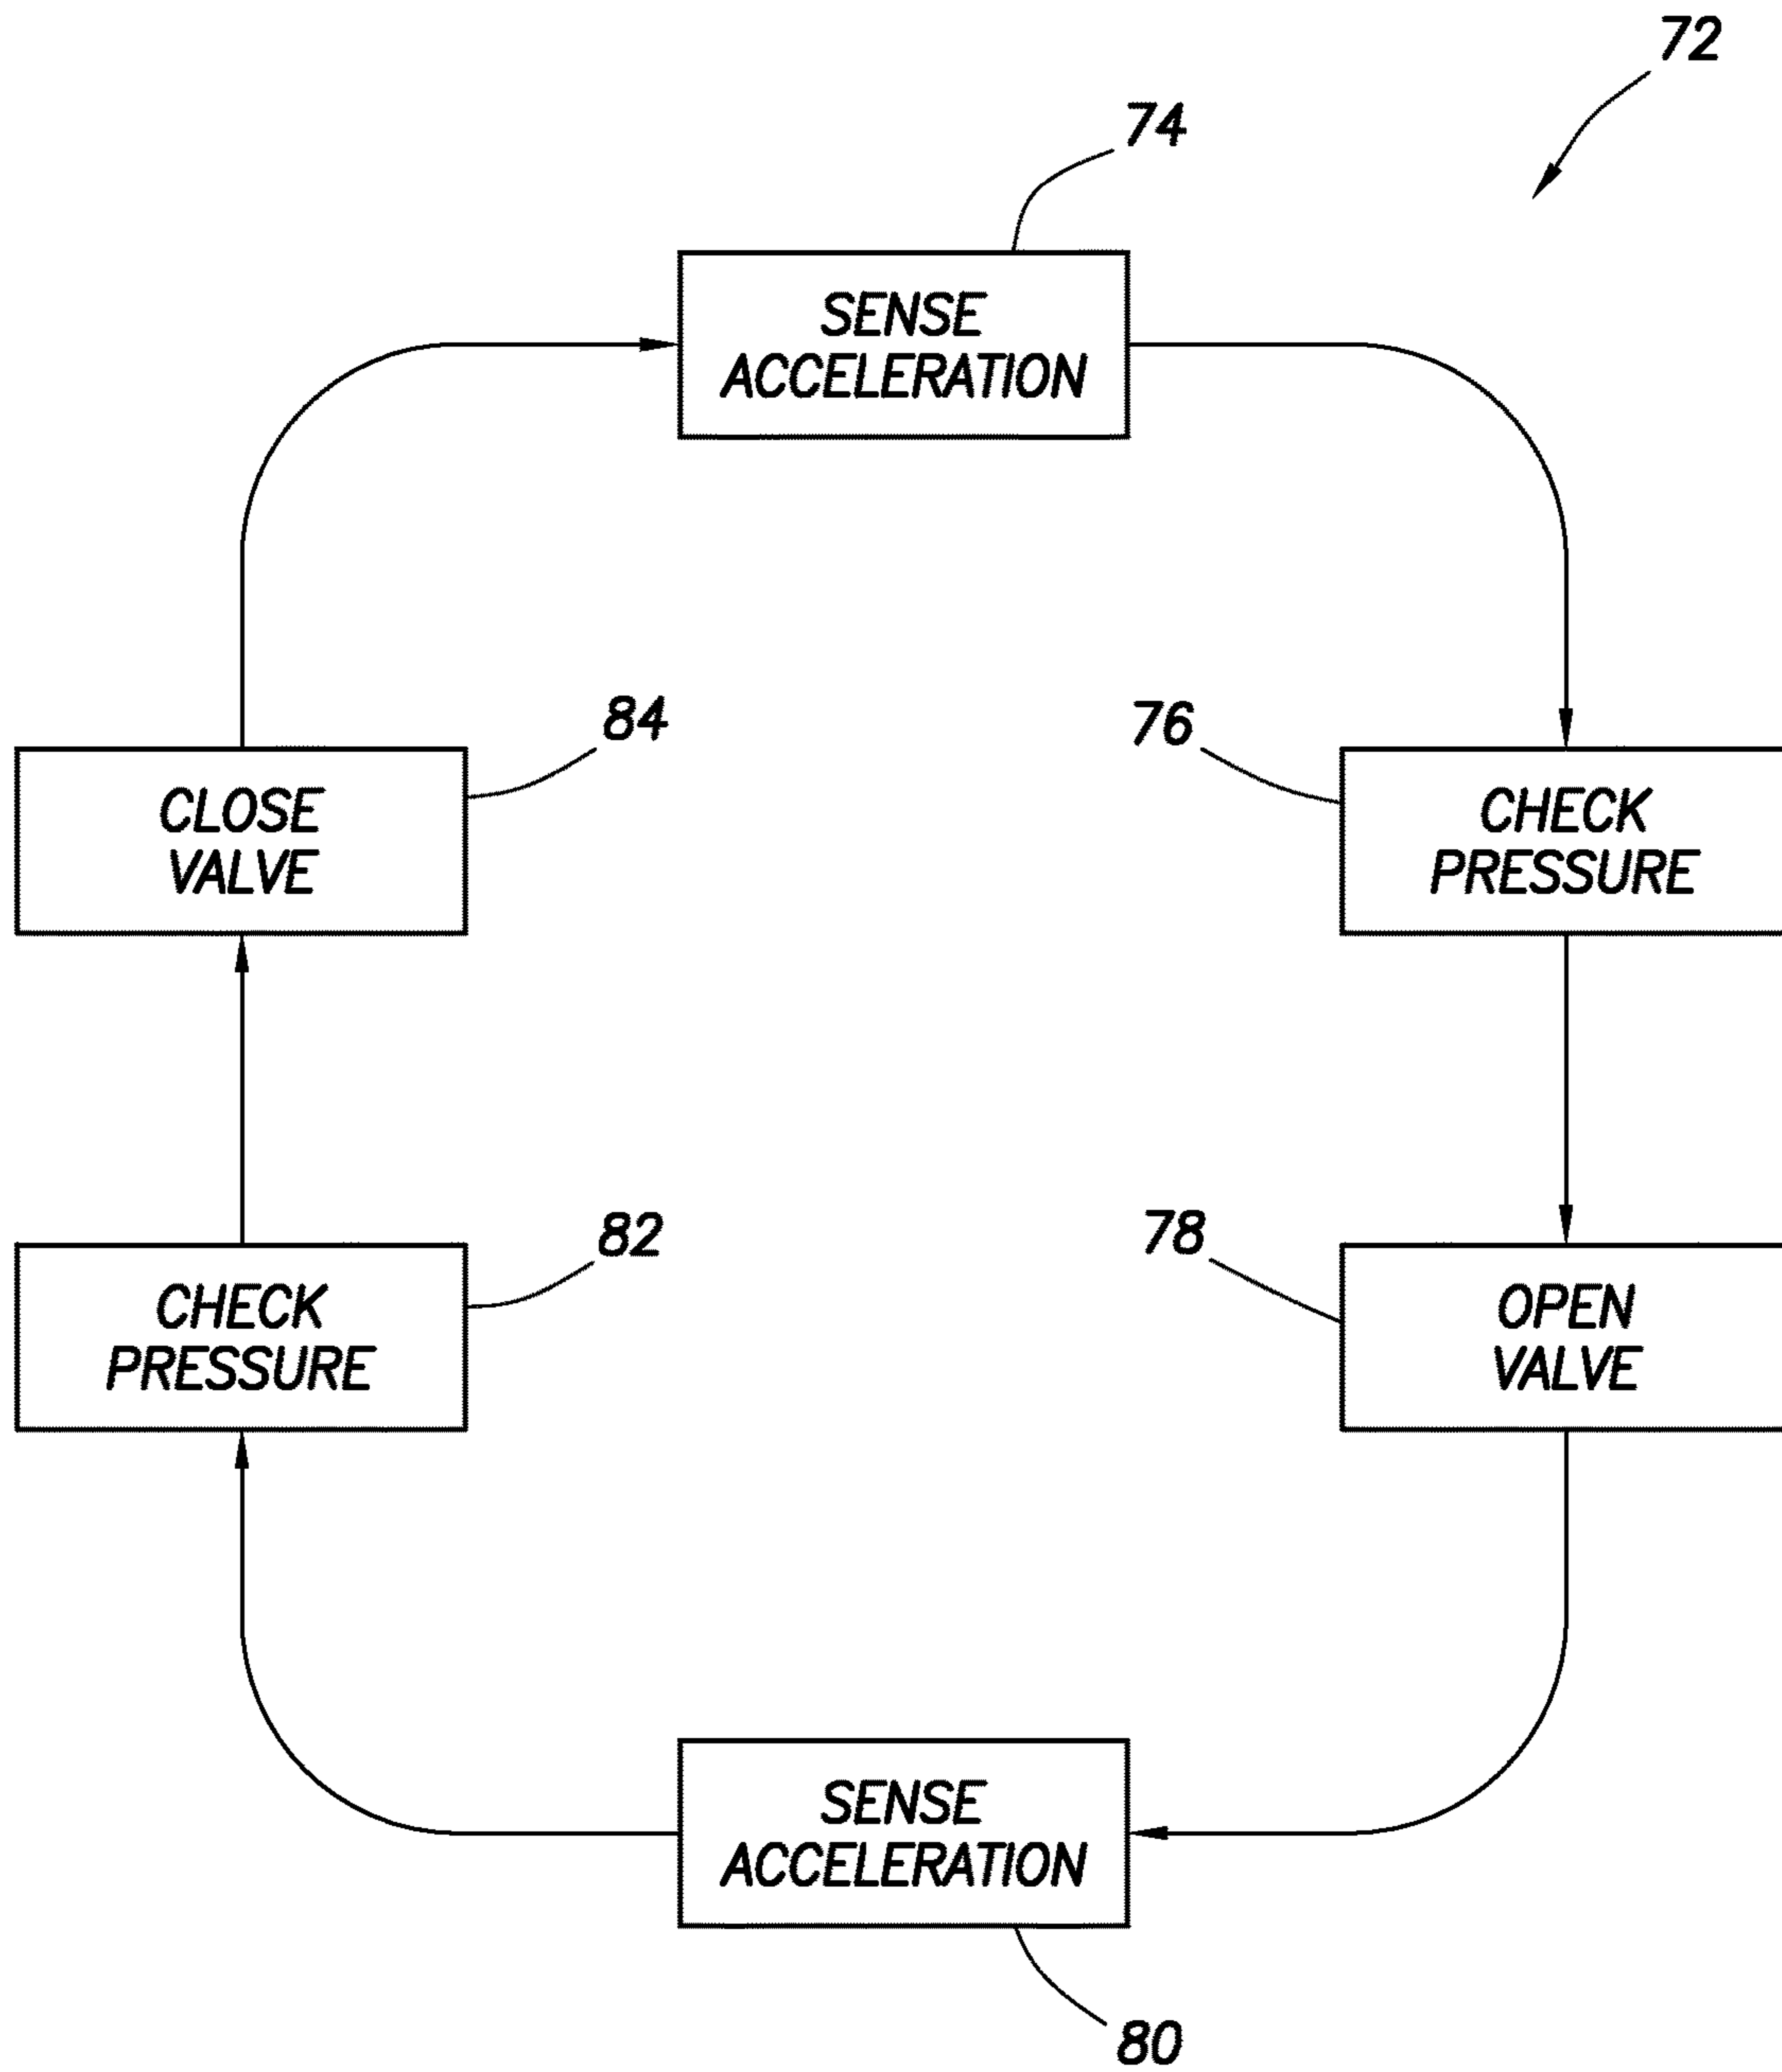 72
74
SENSE
ACCELERATION
84
76
CLOSE
VALVE
CHECK
PRESSURE
82
78
CHECK
PRESSURE
OPEN
VALVE
SENSE
ACCELERATION
80